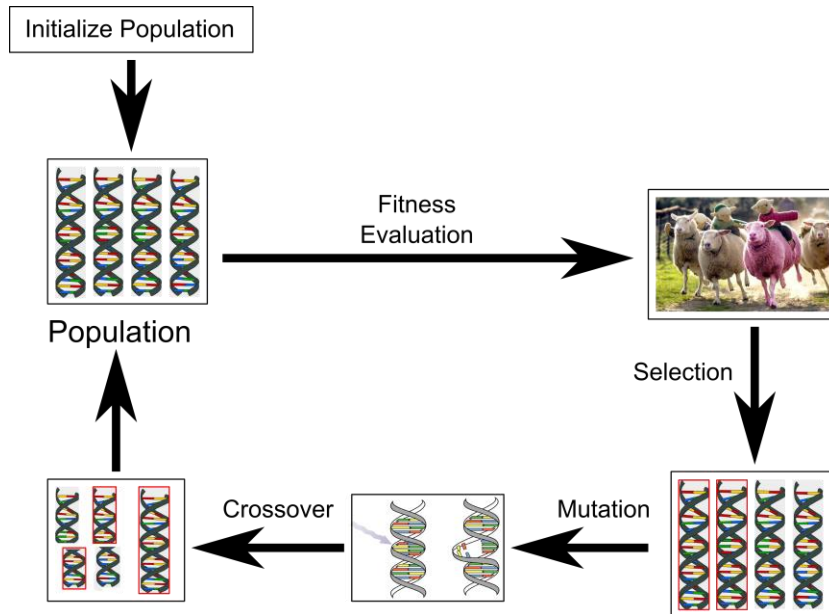 Initialize Population
Fitness
Evaluation
Population
Selection
Crossover
Mutation